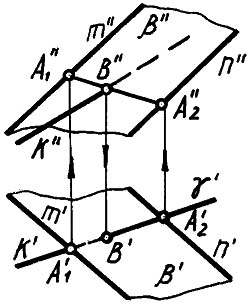 m" B"
A₁" B" n"
A₂"
K"
m' γ'
A₂'
K' B' n'
A₁' B'